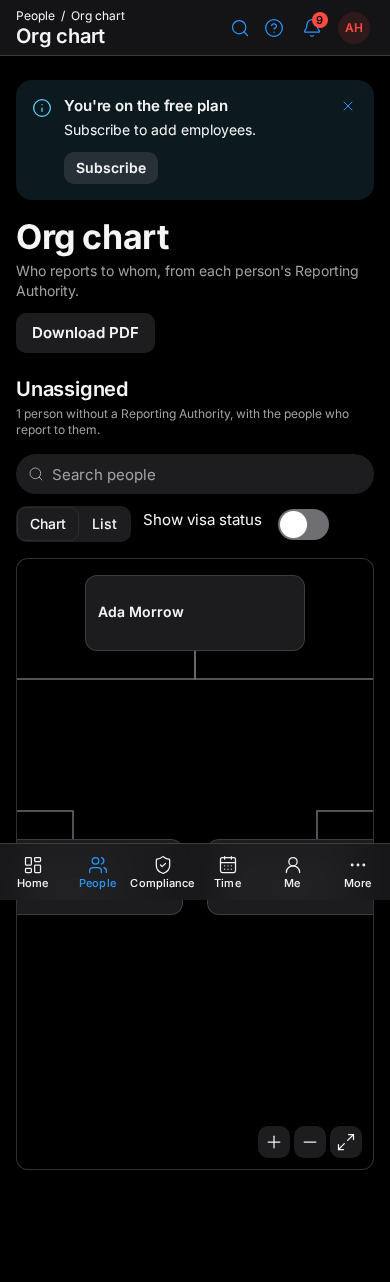 People / Org chart
Org chart
9
AH
You're on the free plan
Subscribe to add employees.
Subscribe
Org chart
Who reports to whom, from each person's Reporting
Authority.
Download PDF
Unassigned
1 person without a Reporting Authority, with the people who
report to them.
Search people
Chart List Show visa status
Ada Morrow
Home People Compliance Time Me More